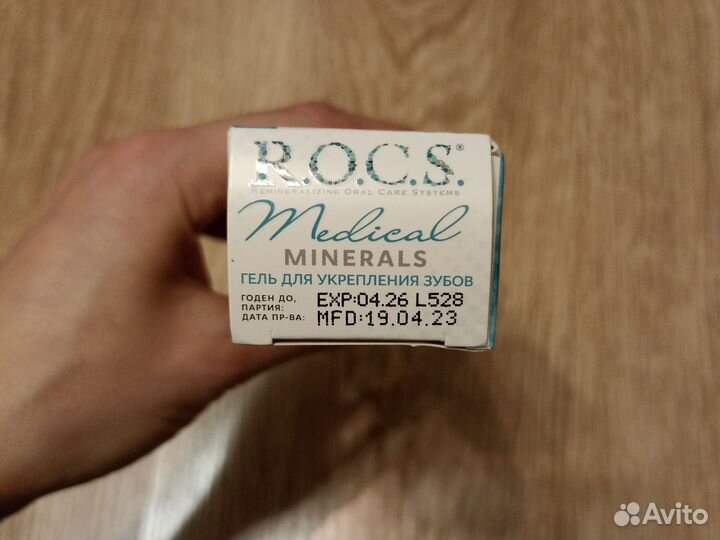 R.O.C.S.®
REMINERALIZING ORAL CARE SYSTEMS
Medical
MINERALS
ГЕЛЬ ДЛЯ УКРЕПЛЕНИЯ ЗУБОВ
ГОДЕН ДО, EXP:04.26 L528
ПАРТИЯ:
ДАТА ПР-ВА: MFD:19.04.23
Avito